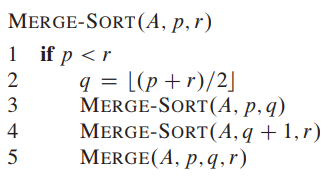 MERGE-SORT(A, p, r)
1 if p < r
2 q = ⌊(p + r)/2⌋
3 MERGE-SORT(A, p, q)
4 MERGE-SORT(A, q + 1, r)
5 MERGE(A, p, q, r)